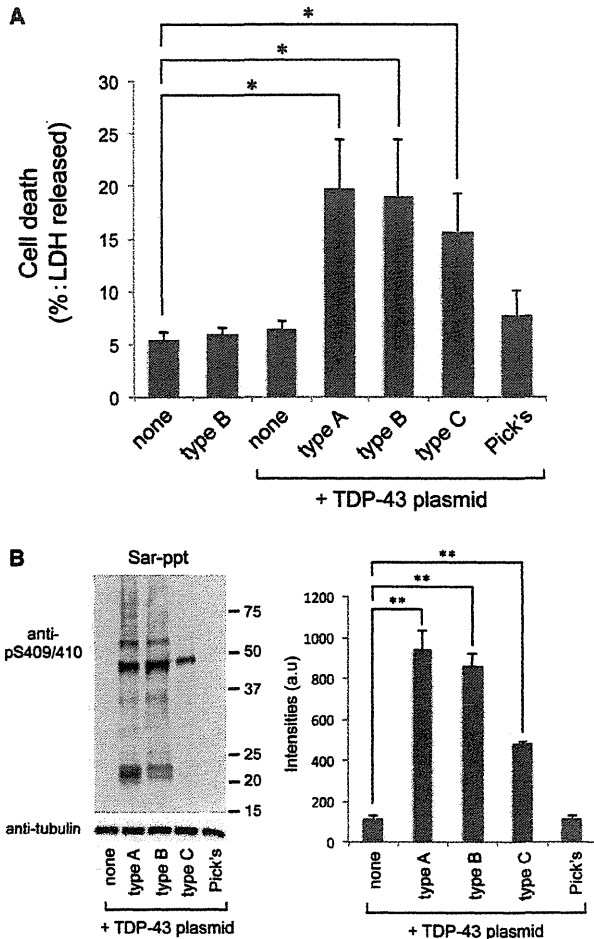 A
*
*
*
Cell death
(%:LDH released)
30
25
20
15
10
5
0
none
type B
none
type A
type B
type C
Pick's
+ TDP-43 plasmid
B
Sar-ppt
anti-
pS409/410
75
50
37
25
20
15
anti-tubulin
none
type A
type B
type C
Pick's
+ TDP-43 plasmid
**
**
**
Intensities (a.u)
1200
1000
800
600
400
200
0
none
type A
type B
type C
Pick's
+ TDP-43 plasmid